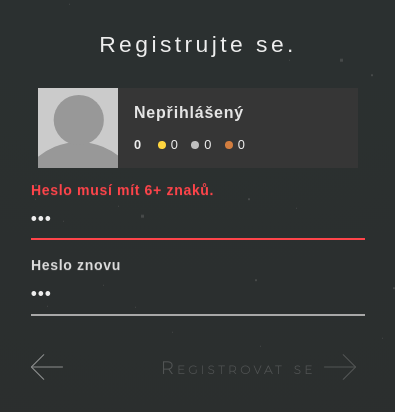 Registrujte se.
Nepřihlášený
0 0 0 0
Heslo musí mít 6+ znaků.
•••
Heslo znovu
•••
Registrovat se